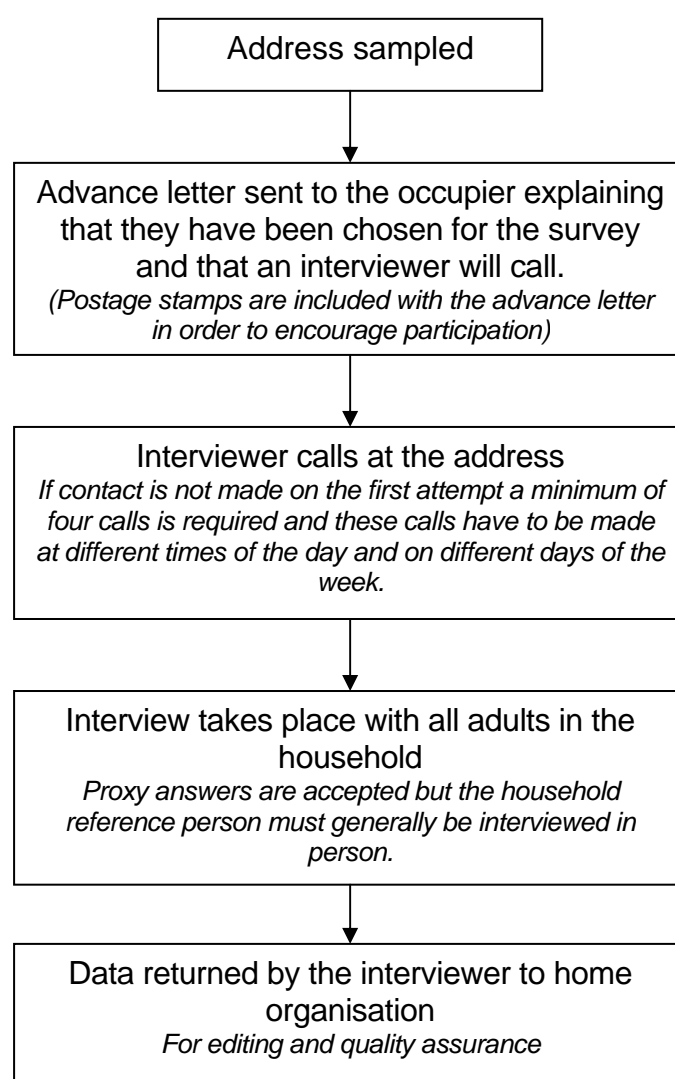 Address sampled
Advance letter sent to the occupier explaining
that they have been chosen for the survey
and that an interviewer will call.
(Postage stamps are included with the advance letter
in order to encourage participation)
Interviewer calls at the address
If contact is not made on the first attempt a minimum of
four calls is required and these calls have to be made
at different times of the day and on different days of the
week.
Interview takes place with all adults in the
household
Proxy answers are accepted but the household
reference person must generally be interviewed in
person.
Data returned by the interviewer to home
organisation
For editing and quality assurance